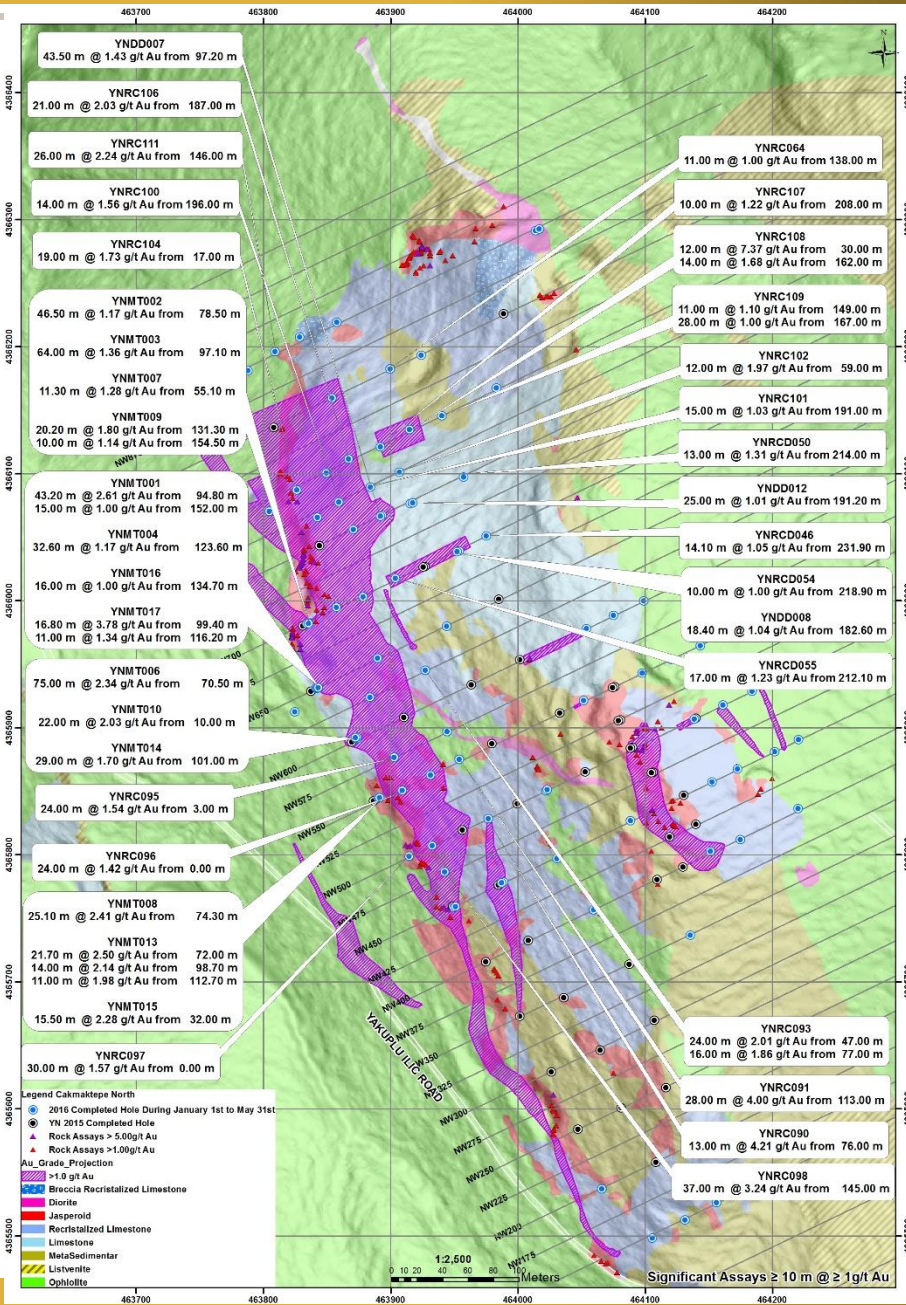 463700 463800 463900 464000 464100 464200
4366400
4366300
4366200
4366100
4366000
4365900
4365800
4365700
4365600
4365500
N
YNDD007
43.50 m @ 1.43 g/t Au from 97.20 m
YNRC106
21.00 m @ 2.03 g/t Au from 187.00 m
YNRC111
26.00 m @ 2.24 g/t Au from 146.00 m
YNRC100
14.00 m @ 1.56 g/t Au from 196.00 m
YNRC104
19.00 m @ 1.73 g/t Au from 17.00 m
YNMT002
46.50 m @ 1.17 g/t Au from 78.50 m
YNMT003
64.00 m @ 1.36 g/t Au from 97.10 m
YNMT007
11.30 m @ 1.28 g/t Au from 55.10 m
YNMT009
20.20 m @ 1.80 g/t Au from 131.30 m
10.00 m @ 1.14 g/t Au from 154.50 m
YNMT001
43.20 m @ 2.61 g/t Au from 94.80 m
15.00 m @ 1.00 g/t Au from 152.00 m
YNMT004
32.60 m @ 1.17 g/t Au from 123.60 m
YNMT016
16.00 m @ 1.00 g/t Au from 134.70 m
YNMT017
16.80 m @ 3.78 g/t Au from 99.40 m
11.00 m @ 1.34 g/t Au from 116.20 m
YNMT006
75.00 m @ 2.34 g/t Au from 70.50 m
YNMT010
22.00 m @ 2.03 g/t Au from 10.00 m
YNMT014
29.00 m @ 1.70 g/t Au from 101.00 m
YNRC095
24.00 m @ 1.54 g/t Au from 3.00 m
YNRC096
24.00 m @ 1.42 g/t Au from 0.00 m
YNMT008
25.10 m @ 2.41 g/t Au from 74.30 m
YNMT013
21.70 m @ 2.50 g/t Au from 72.00 m
14.00 m @ 2.14 g/t Au from 98.70 m
11.00 m @ 1.98 g/t Au from 112.70 m
YNMT015
15.50 m @ 2.28 g/t Au from 32.00 m
YNRC097
30.00 m @ 1.57 g/t Au from 0.00 m
YNRC064
11.00 m @ 1.00 g/t Au from 138.00 m
YNRC107
10.00 m @ 1.22 g/t Au from 208.00 m
YNRC108
12.00 m @ 7.37 g/t Au from 30.00 m
14.00 m @ 1.68 g/t Au from 162.00 m
YNRC109
11.00 m @ 1.10 g/t Au from 149.00 m
28.00 m @ 1.00 g/t Au from 167.00 m
YNRC102
12.00 m @ 1.97 g/t Au from 59.00 m
YNRC101
15.00 m @ 1.03 g/t Au from 191.00 m
YNRCD050
13.00 m @ 1.31 g/t Au from 214.00 m
YNDD012
25.00 m @ 1.01 g/t Au from 191.20 m
YNRCD046
14.10 m @ 1.05 g/t Au from 231.90 m
YNRCD054
10.00 m @ 1.00 g/t Au from 218.90 m
YNDD008
18.40 m @ 1.04 g/t Au from 182.60 m
YNRCD055
17.00 m @ 1.23 g/t Au from 212.10 m
YNRC093
24.00 m @ 2.01 g/t Au from 47.00 m
16.00 m @ 1.86 g/t Au from 77.00 m
YNRC091
28.00 m @ 4.00 g/t Au from 113.00 m
YNRC090
13.00 m @ 4.21 g/t Au from 76.00 m
YNRC098
37.00 m @ 3.24 g/t Au from 145.00 m
NW600
NW575
NW550
NW525
NW500
NW475
NW450
NW425
NW400
NW375
NW350
NW325
NW300
NW275
NW250
NW225
NW200
NW175
YAKUPLU ILIC ROAD
Legend Cakmaktepe North
2016 Completed Hole During January 1st to May 31st
YN 2015 Completed Hole
Rock Assays > 5.00g/t Au
Rock Assays >1.00g/t Au
Au_Grade_Projection
>1.0 g/t Au
Breccia Recristalized Limestone
Diorite
Jasperoid
Recristalized Limestone
Limestone
MetaSedimentar
Listvenite
Ophiolite
1:2,500
0 10 20 40 60 80 100 Meters
Significant Assays ≥ 10 m @ ≥ 1g/t Au
463700 463800 463900 464000 464100 464200